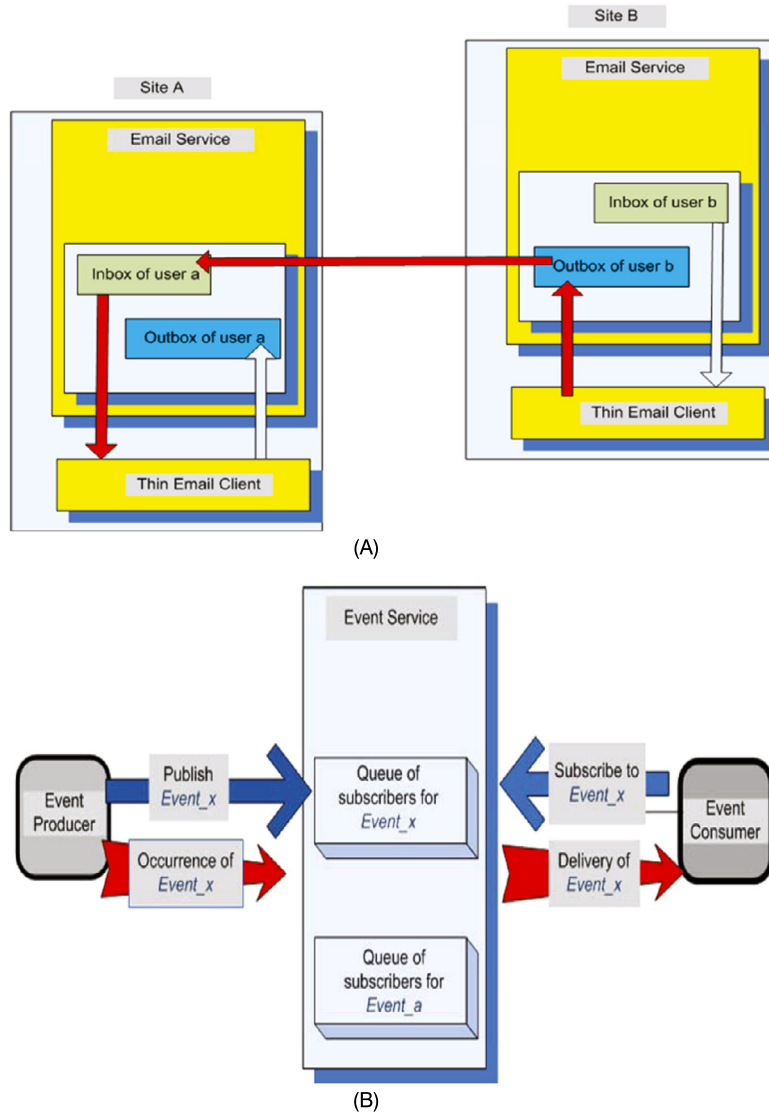 Site B
Email Service
Site A
Email Service
Inbox of user b
Inbox of user a
Outbox of user b
Outbox of user a
Thin Email Client
Thin Email Client
(A)
Event Service
Publish
Event_x
Queue of
subscribers for
Event_x
Subscribe to
Event_x
Event
Producer
Event
Consumer
Occurrence of
Event_x
Delivery of
Event_x
Queue of
subscribers for
Event_a
(B)